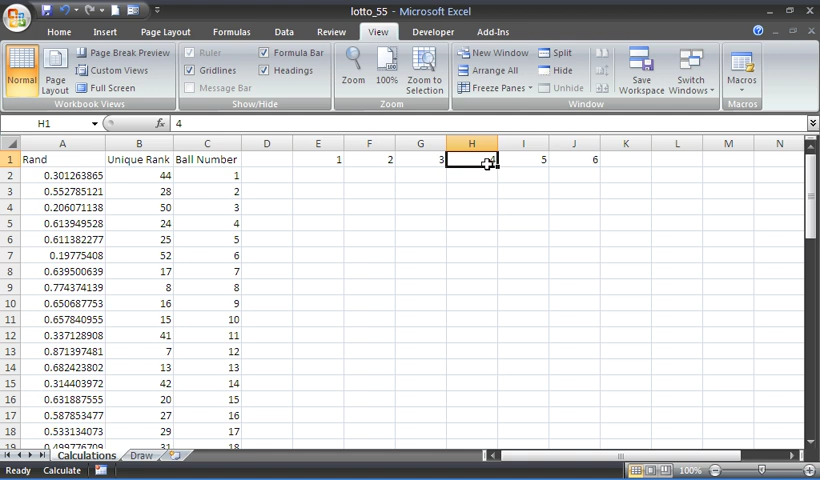 lotto_55 - Microsoft Excel
Home Insert Page Layout Formulas Data Review View Developer Add-Ins
Normal
Page Layout
Page Break Preview
Custom Views
Full Screen
Workbook Views
Ruler
Gridlines
Message Bar
Formula Bar
Headings
Show/Hide
Zoom
100%
Zoom to Selection
Zoom
New Window
Arrange All
Freeze Panes
Split
Hide
Unhide
Save Workspace
Switch Windows
Window
Macros
Macros
H1 fx 4
A B C D E F G H I J K L M N
1 Rand Unique Rank Ball Number 1 2 3 4 5 6
2 0.301263865 44 1
3 0.552785121 28 2
4 0.206071138 50 3
5 0.613949528 24 4
6 0.611382277 25 5
7 0.19775408 52 6
8 0.639500639 17 7
9 0.774374139 8 8
10 0.650687753 16 9
11 0.657840955 15 10
12 0.337128908 41 11
13 0.871397481 7 12
14 0.682423802 13 13
15 0.314403972 42 14
16 0.631887555 20 15
17 0.587853477 27 16
18 0.533134073 29 17
19 0.499776709 31 18
Calculations Draw
Ready Calculate 100%